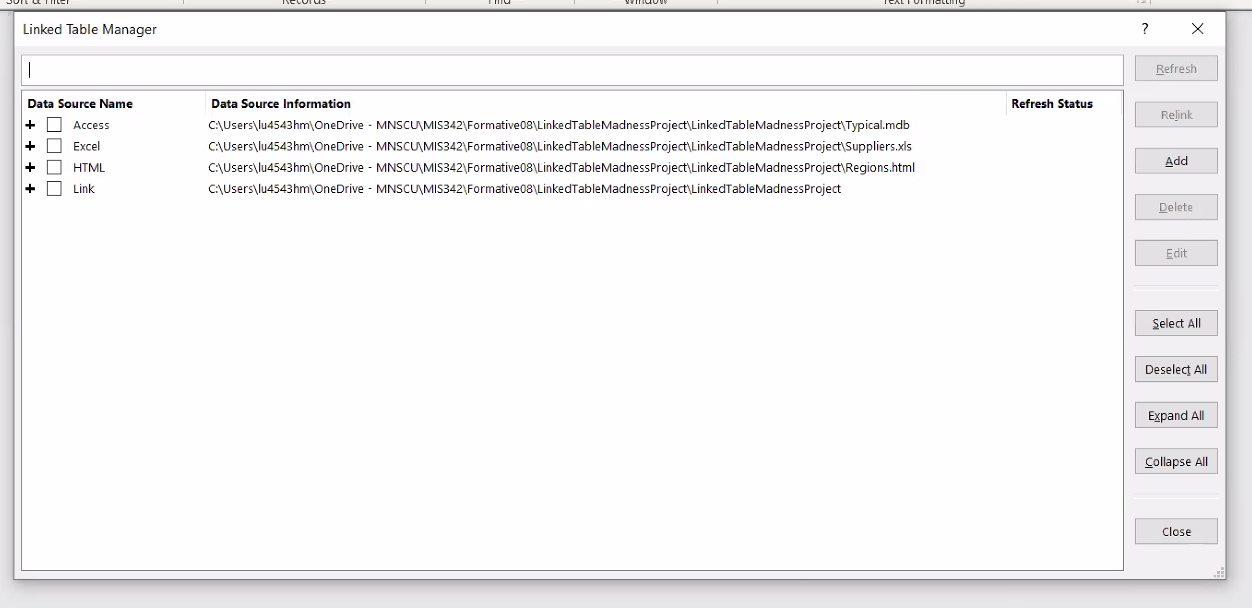 Sort & Filter Records Find Window Text Formatting
Linked Table Manager ? 
Data Source Name Data Source Information Refresh Status
Access C:\Users\lu4543hm\OneDrive - MNSCU\MIS342\Formative08\LinkedTableMadnessProject\LinkedTableMadnessProject\Typical.mdb
Excel C:\Users\lu4543hm\OneDrive - MNSCU\MIS342\Formative08\LinkedTableMadnessProject\LinkedTableMadnessProject\Suppliers.xls
HTML C:\Users\lu4543hm\OneDrive - MNSCU\MIS342\Formative08\LinkedTableMadnessProject\LinkedTableMadnessProject\Regions.html
Link C:\Users\lu4543hm\OneDrive - MNSCU\MIS342\Formative08\LinkedTableMadnessProject\LinkedTableMadnessProject
Refresh
Relink
Add
Delete
Edit
Select All
Deselect All
Expand All
Collapse All
Close